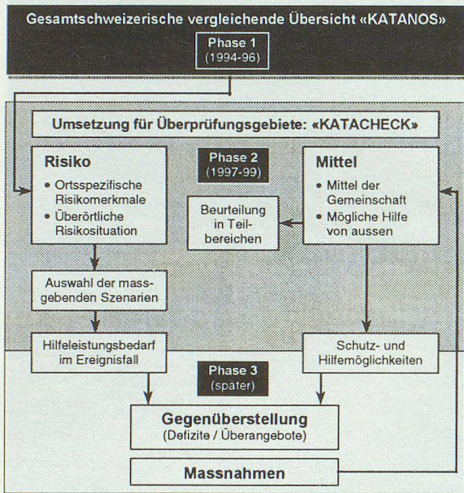 Gesamtschweizerische vergleichende Übersicht «KATANOS»
Phase 1
(1994-96)
Umsetzung für Überprüfungsgebiete: «KATACHECK»
Risiko
• Ortsspezifische
Risikomerkmale
• Überörtliche
Risikosituation
Phase 2
(1997-99)
Mittel
• Mittel der
Gemeinschaft
• Mögliche Hilfe
von aussen
Beurteilung
in Teil-
bereichen
Auswahl der mass-
gebenden Szenarien
Hilfeleistungsbedarf
im Ereignisfall
Schutz- und
Hilfemöglichkeiten
Phase 3
(später)
Gegenüberstellung
(Defizite / Überangebote)
Massnahmen